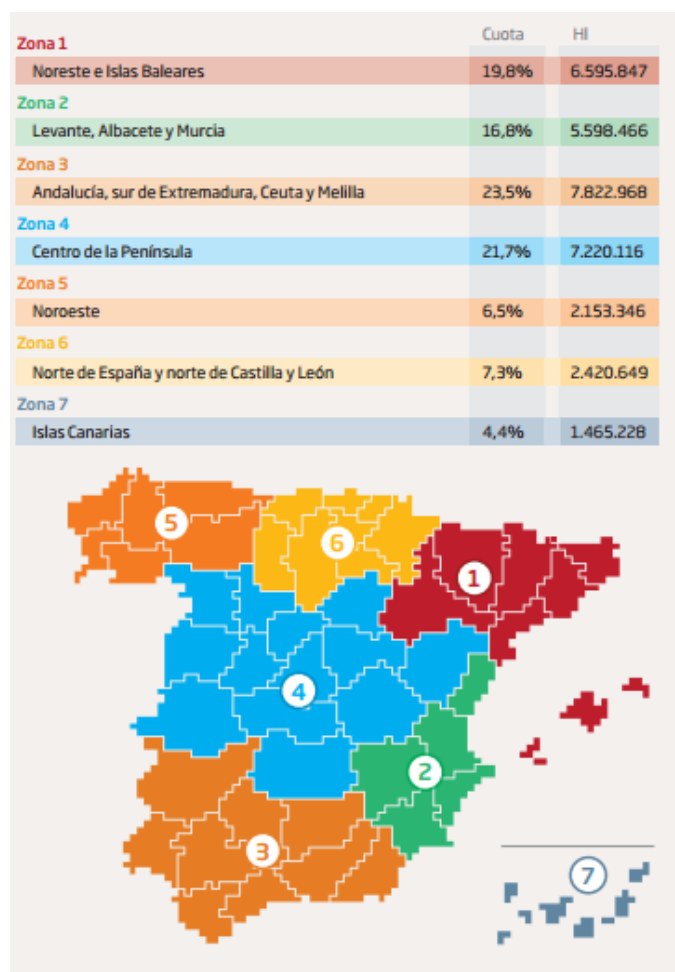 Cuota Hl
Zona 1
Noreste e Islas Baleares 19,8% 6.595.847
Zona 2
Levante, Albacete y Murcia 16,8% 5.598.466
Zona 3
Andalucía, sur de Extremadura, Ceuta y Melilla 23,5% 7.822.968
Zona 4
Centro de la Península 21,7% 7.220.116
Zona 5
Noroeste 6,5% 2.153.346
Zona 6
Norte de España y norte de Castilla y León 7,3% 2.420.649
Zona 7
Islas Canarias 4,4% 1.465.228
5
6
1
4
2
3
7